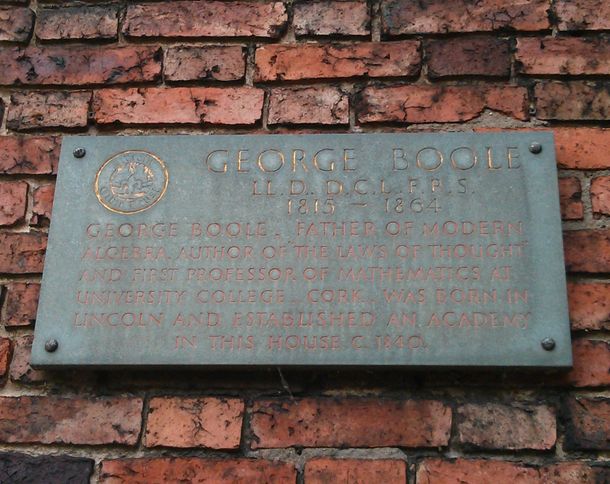 GEORGE BOOLE
LL.D. D.C.L. F.R.S.
1815 – 1864
GEORGE BOOLE, FATHER OF MODERN
ALGEBRA, AUTHOR OF "THE LAWS OF THOUGHT"
AND FIRST PROFESSOR OF MATHEMATICS AT
UNIVERSITY COLLEGE, CORK, WAS BORN IN
LINCOLN AND ESTABLISHED AN ACADEMY
IN THIS HOUSE C.1840.